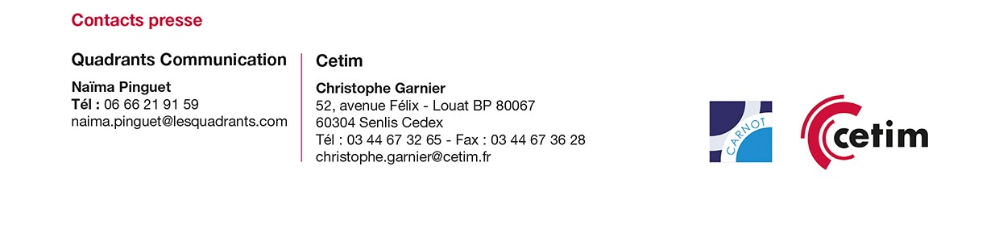 Contacts presse
Quadrants Communication
Naïma Pinguet
Tél : 06 66 21 91 59
naima.pinguet@lesquadrants.com
Cetim
Christophe Garnier
52, avenue Félix - Louat BP 80067
60304 Senlis Cedex
Tél : 03 44 67 32 65 - Fax : 03 44 67 36 28
christophe.garnier@cetim.fr
CARNOT
cetim